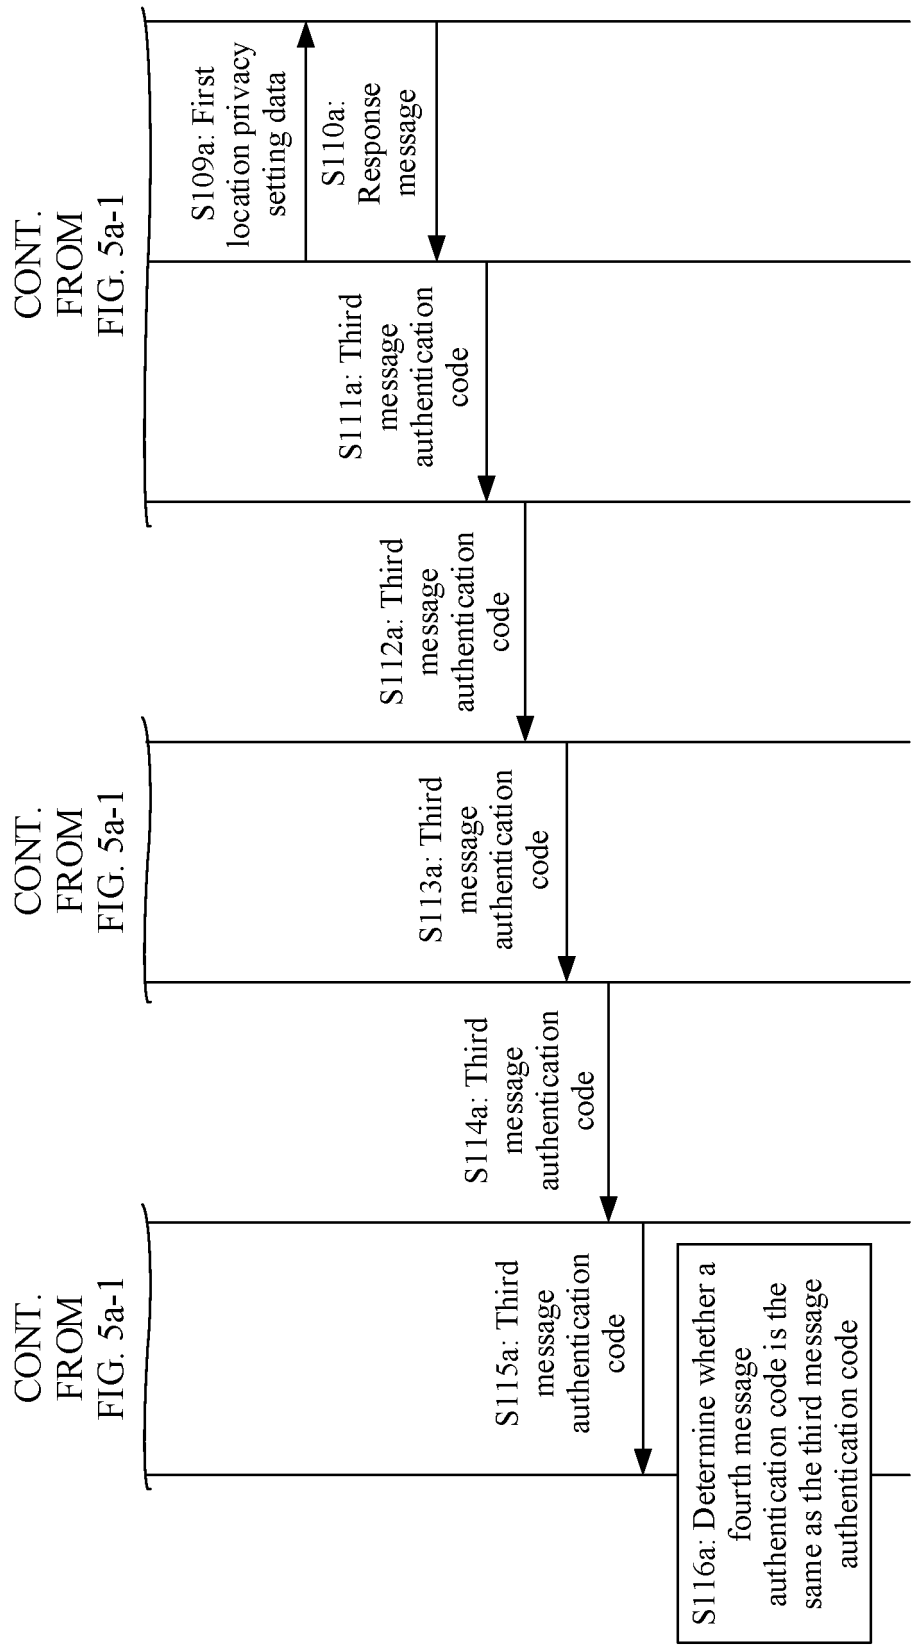 CONT.
FROM
FIG. 5a-1
CONT.
FROM
FIG. 5a-1
CONT.
FROM
FIG. 5a-1
S109a: First
location privacy
setting data
S110a:
Response
message
S111a: Third
message
authentication
code
S112a: Third
message
authentication
code
S113a: Third
message
authentication
code
S114a: Third
message
authentication
code
S115a: Third
message
authentication
code
S116a: Determine whether a
fourth message
authentication code is the
same as the third message
authentication code